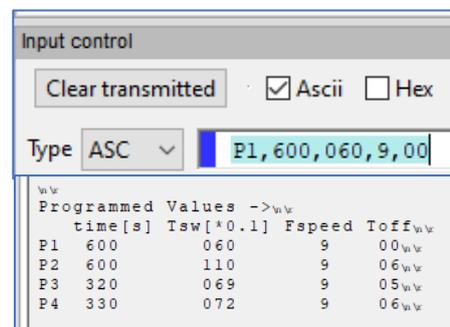 Input control
Clear transmitted Ascii Hex
Type ASC P1,600,060,9,00
\n\r
Programmed Values ->\n\r
time[s] Tsw[*0.1] Fspeed Toff\n\r
P1 600 060 9 00\n\r
P2 600 110 9 06\n\r
P3 320 069 9 05\n\r
P4 330 072 9 06\n\r